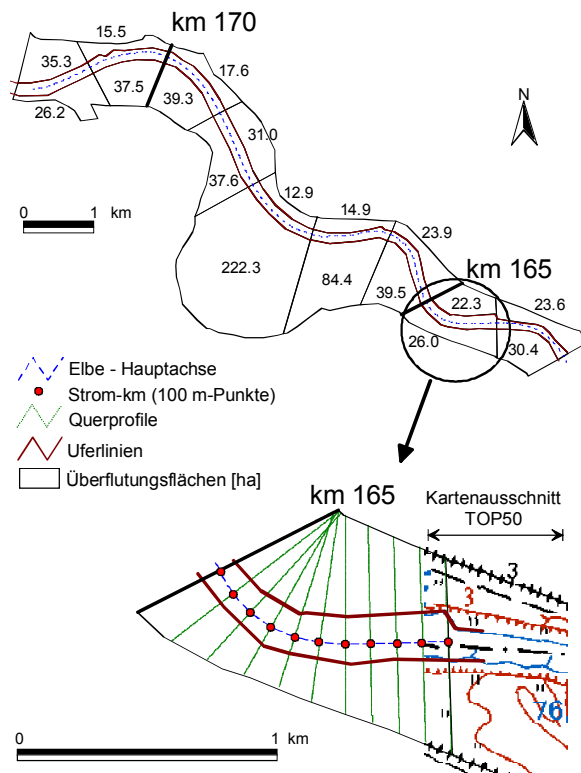 km 170
15.5
35.3
17.6
37.5
39.3
26.2
31.0
N
37.6
12.9
0 1 km
14.9
23.9
km 165
222.3
84.4
39.5
22.3
23.6
26.0
30.4
Elbe - Hauptachse
Strom-km (100 m-Punkte)
Querprofile
Uferlinien
Überflutungsflächen [ha]
km 165
Kartenausschnitt
TOP50
3
3
76
0 1 km